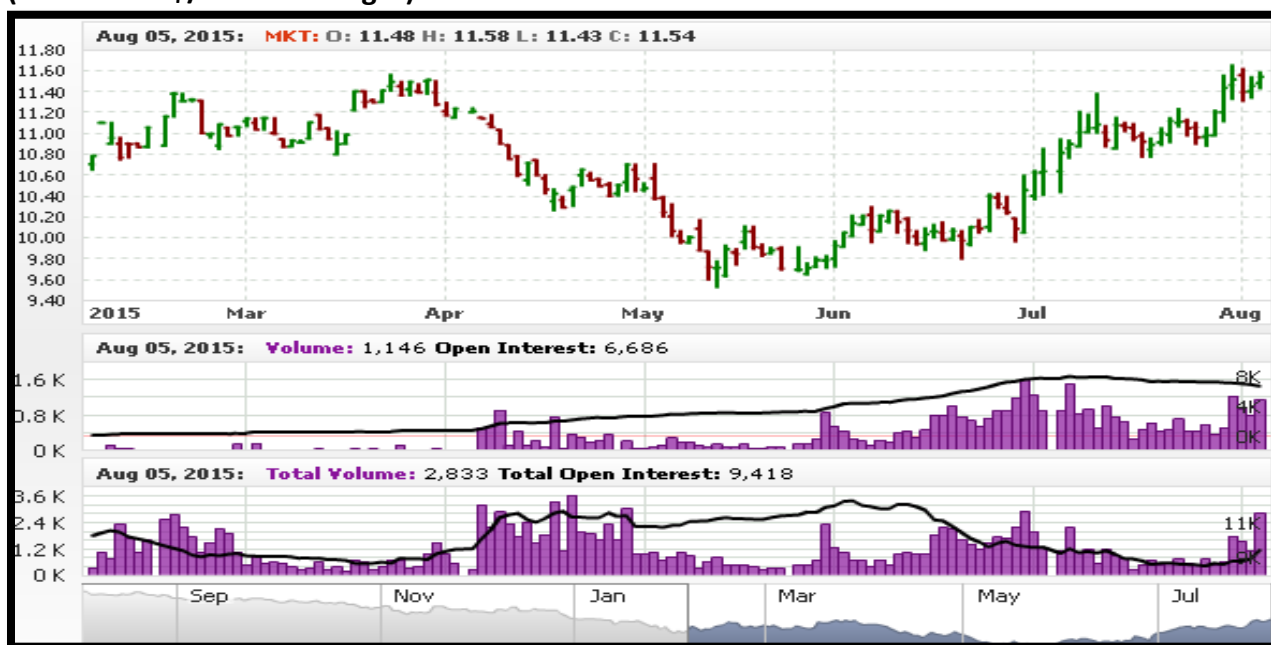 Aug 05, 2015: MKT: O: 11.48 H: 11.58 L: 11.43 C: 11.54
11.80
11.60
11.40
11.20
11.00
10.80
10.60
10.40
10.20
10.00
9.80
9.60
9.40
2015 Mar Apr May Jun Jul Aug
Aug 05, 2015: Volume: 1,146 Open Interest: 6,686
1.6 K 8K
0.8 K 4K
0 K 0K
Aug 05, 2015: Total Volume: 2,833 Total Open Interest: 9,418
3.6 K
2.4 K 11K
1.2 K
0 K
Sep Nov Jan Mar May Jul